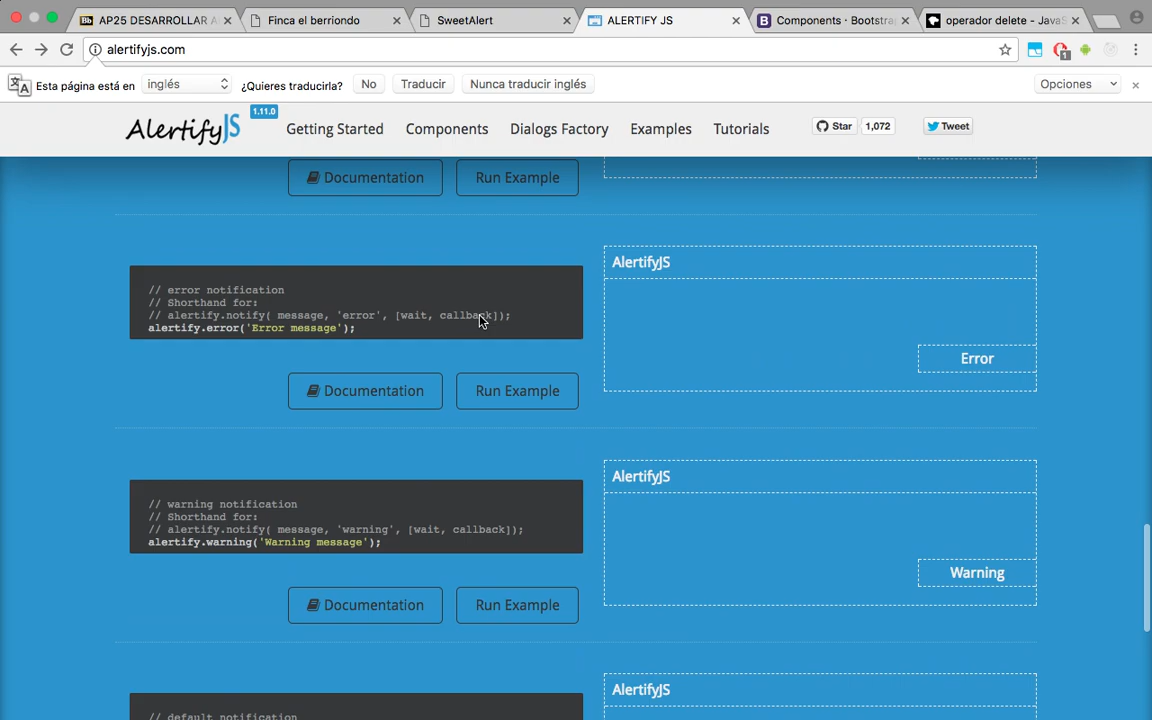 AP25 DESARROLLAR A
Finca el berriondo
SweetAlert
ALERTIFY JS
Components · Bootstra
operador delete - JavaS
alertifyjs.com
1
Esta página está en
inglés
¿Quieres traducirla?
No
Traducir
Nunca traducir inglés
Opciones
AlertifyJS
1.11.0
Getting Started
Components
Dialogs Factory
Examples
Tutorials
Star
1,072
Tweet
Documentation
Run Example
// error notification
// Shorthand for:
// alertify.notify( message, 'error', [wait, callback]);
alertify.error('Error message');
AlertifyJS
Error
Documentation
Run Example
// warning notification
// Shorthand for:
// alertify.notify( message, 'warning', [wait, callback]);
alertify.warning('Warning message');
AlertifyJS
Warning
Documentation
Run Example
// default notification
AlertifyJS